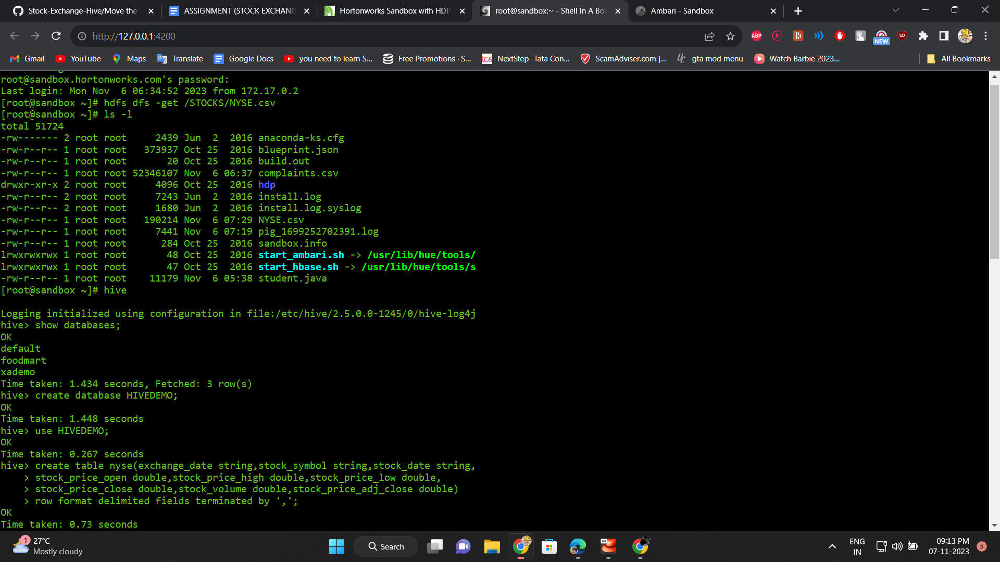 Stock-Exchange-Hive/Move the
ASSIGNMENT (STOCK EXCHANG
Hortonworks Sandbox with HDP
root@sandbox:~ - Shell In A Box
Ambari - Sandbox
http://127.0.0.1:4200
ABP
NEW
Gmail
YouTube
Maps
Translate
Google Docs
you need to learn S...
Free Promotions · S...
tcs
NextStep- Tata Con...
ScamAdviser.com |...
gta mod menu
Watch Barbie 2023...
All Bookmarks
root@sandbox.hortonworks.com's password:
Last login: Mon Nov  6 06:34:52 2023 from 172.17.0.2
[root@sandbox ~]# hdfs dfs -get /STOCKS/NYSE.csv
[root@sandbox ~]# ls -l
total 51724
-rw------- 2 root root     2439 Jun  2  2016 anaconda-ks.cfg
-rw-r--r-- 1 root root   373937 Oct 25  2016 blueprint.json
-rw-r--r-- 1 root root       20 Oct 25  2016 build.out
-rw-r--r-- 1 root root 52346107 Nov  6 06:37 complaints.csv
drwxr-xr-x 2 root root     4096 Oct 25  2016 hdp
-rw-r--r-- 2 root root     7243 Jun  2  2016 install.log
-rw-r--r-- 2 root root     1680 Jun  2  2016 install.log.syslog
-rw-r--r-- 1 root root   190214 Nov  6 07:29 NYSE.csv
-rw-r--r-- 1 root root     7441 Nov  6 07:19 pig_1699252702391.log
-rw-r--r-- 1 root root      284 Oct 25  2016 sandbox.info
lrwxrwxrwx 1 root root       48 Oct 25  2016 start_ambari.sh -> /usr/lib/hue/tools/
lrwxrwxrwx 1 root root       47 Oct 25  2016 start_hbase.sh -> /usr/lib/hue/tools/s
-rw-r--r-- 1 root root    11179 Nov  6 05:38 student.java
[root@sandbox ~]# hive
Logging initialized using configuration in file:/etc/hive/2.5.0.0-1245/0/hive-log4j
hive> show databases;
OK
default
foodmart
xademo
Time taken: 1.434 seconds, Fetched: 3 row(s)
hive> create database HIVEDEMO;
OK
Time taken: 1.448 seconds
hive> use HIVEDEMO;
OK
Time taken: 0.267 seconds
hive> create table nyse(exchange_date string,stock_symbol string,stock_date string,
    > stock_price_open double,stock_price_high double,stock_price_low double,
    > stock_price_close double,stock_volume double,stock_price_adj_close double)
    > row format delimited fields terminated by ',';
OK
Time taken: 0.73 seconds
1
27°C
Mostly cloudy
Search
64
ENG
IN
09:13 PM
07-11-2023
5